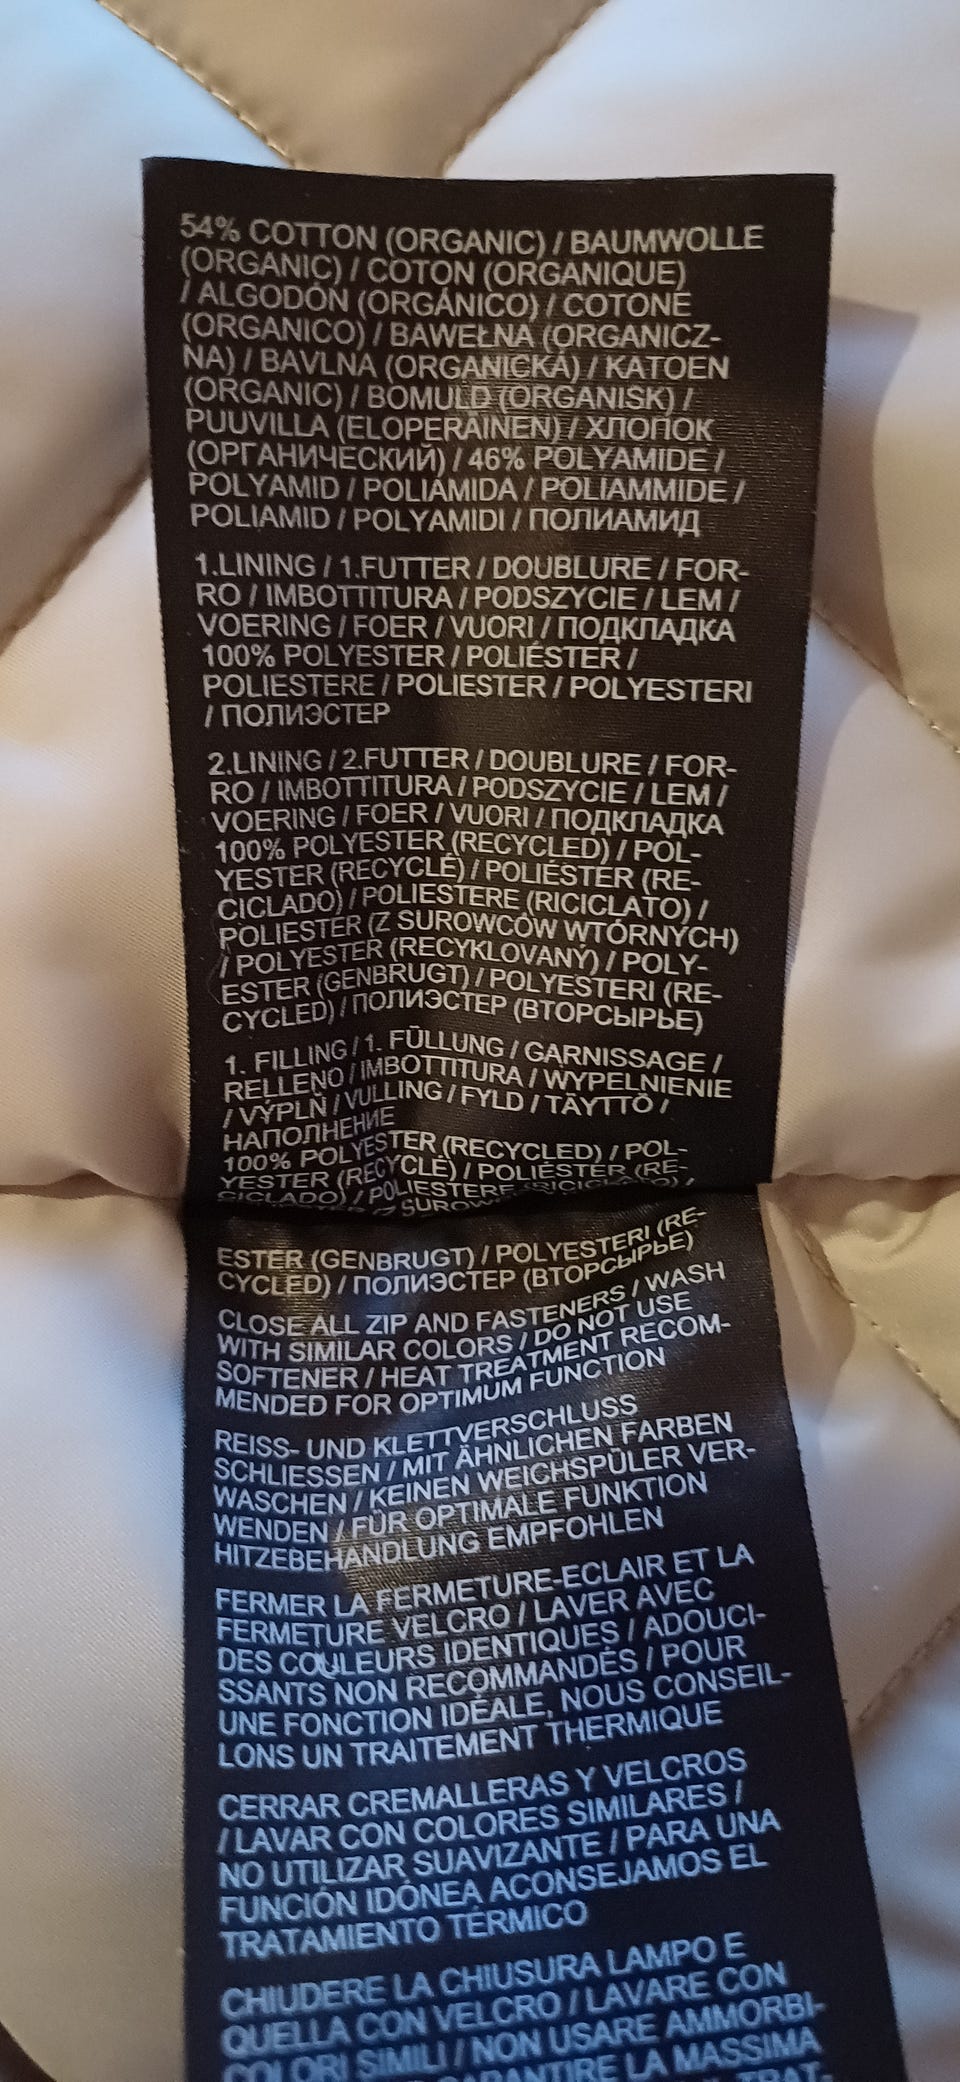 54% COTTON (ORGANIC) / BAUMWOLLE
(ORGANIC) / COTON (ORGANIQUE)
/ ALGODÓN (ORGÁNICO) / COTONE
(ORGANICO) / BAWEŁNA (ORGANICZ-
NA) / BAVLNA (ORGANICKÁ) / KATOEN
(ORGANIC) / BOMULD (ORGANISK) /
PUUVILLA (ELOPERÄINEN) / ХЛОПОК
(ОРГАНИЧЕСКИЙ) / 46% POLYAMIDE /
POLYAMID / POLIAMIDA / POLIAMMIDE /
POLIAMID / POLYAMIDI / ПОЛИАМИД
1.LINING / 1.FUTTER / DOUBLURE / FOR-
RO / IMBOTTITURA / PODSZYCIE / LEM /
VOERING / FOER / VUORI / ПОДКЛАДКА
100% POLYESTER / POLIÉSTER /
POLIESTERE / POLIESTER / POLYESTERI
/ ПОЛИЭСТЕР
2.LINING / 2.FUTTER / DOUBLURE / FOR-
RO / IMBOTTITURA / PODSZYCIE / LEM /
VOERING / FOER / VUORI / ПОДКЛАДКА
100% POLYESTER (RECYCLED) / POL-
YESTER (RECYCLÉ) / POLIÉSTER (RE-
CICLADO) / POLIESTERE (RICICLATO) /
POLIESTER (Z SUROWCÓW WTÓRNYCH)
/ POLYESTER (RECYKLOVANÝ) / POLY-
ESTER (GENBRUGT) / POLYESTERI (RE-
CYCLED) / ПОЛИЭСТЕР (ВТОРСЫРЬЕ)
1. FILLING / 1. FÜLLUNG / GARNISSAGE /
RELLENO / IMBOTTITURA / WYPEŁNIENIE
/ VÝPLŇ / VULLING / FYLD / TÄYTTÖ /
НАПОЛНЕНИЕ
100% POLYESTER (RECYCLED) / POL-
YESTER (RECYCLÉ) / POLIÉSTER (RE-
CICLADO) / POLIESTERE (RICICLATO) /
ESTER (GENBRUGT) / POLYESTERI (RE-
CYCLED) / ПОЛИЭСТЕР (ВТОРСЫРЬЕ)
CLOSE ALL ZIP AND FASTENERS / WASH
WITH SIMILAR COLORS / DO NOT USE
SOFTENER / HEAT TREATMENT RECOM-
MENDED FOR OPTIMUM FUNCTION
REISS- UND KLETTVERSCHLUSS
SCHLIESSEN / MIT ÄHNLICHEN FARBEN
WASCHEN / KEINEN WEICHSPÜLER VER-
WENDEN / FÜR OPTIMALE FUNKTION
HITZEBEHANDLUNG EMPFOHLEN
FERMER LA FERMETURE-ECLAIR ET LA
FERMETURE VELCRO / LAVER AVEC
DES COULEURS IDENTIQUES / ADOUCI-
SSANTS NON RECOMMANDÉS / POUR
UNE FONCTION IDÉALE, NOUS CONSEIL-
LONS UN TRAITEMENT THERMIQUE
CERRAR CREMALLERAS Y VELCROS
/ LAVAR CON COLORES SIMILARES /
NO UTILIZAR SUAVIZANTE / PARA UNA
FUNCIÓN IDÓNEA ACONSEJAMOS EL
TRATAMIENTO TÉRMICO
CHIUDERE LA CHIUSURA LAMPO E
QUELLA CON VELCRO / LAVARE CON
COLORI SIMILI / NON USARE AMMORBI-
GARANTIRE LA MASSIMA